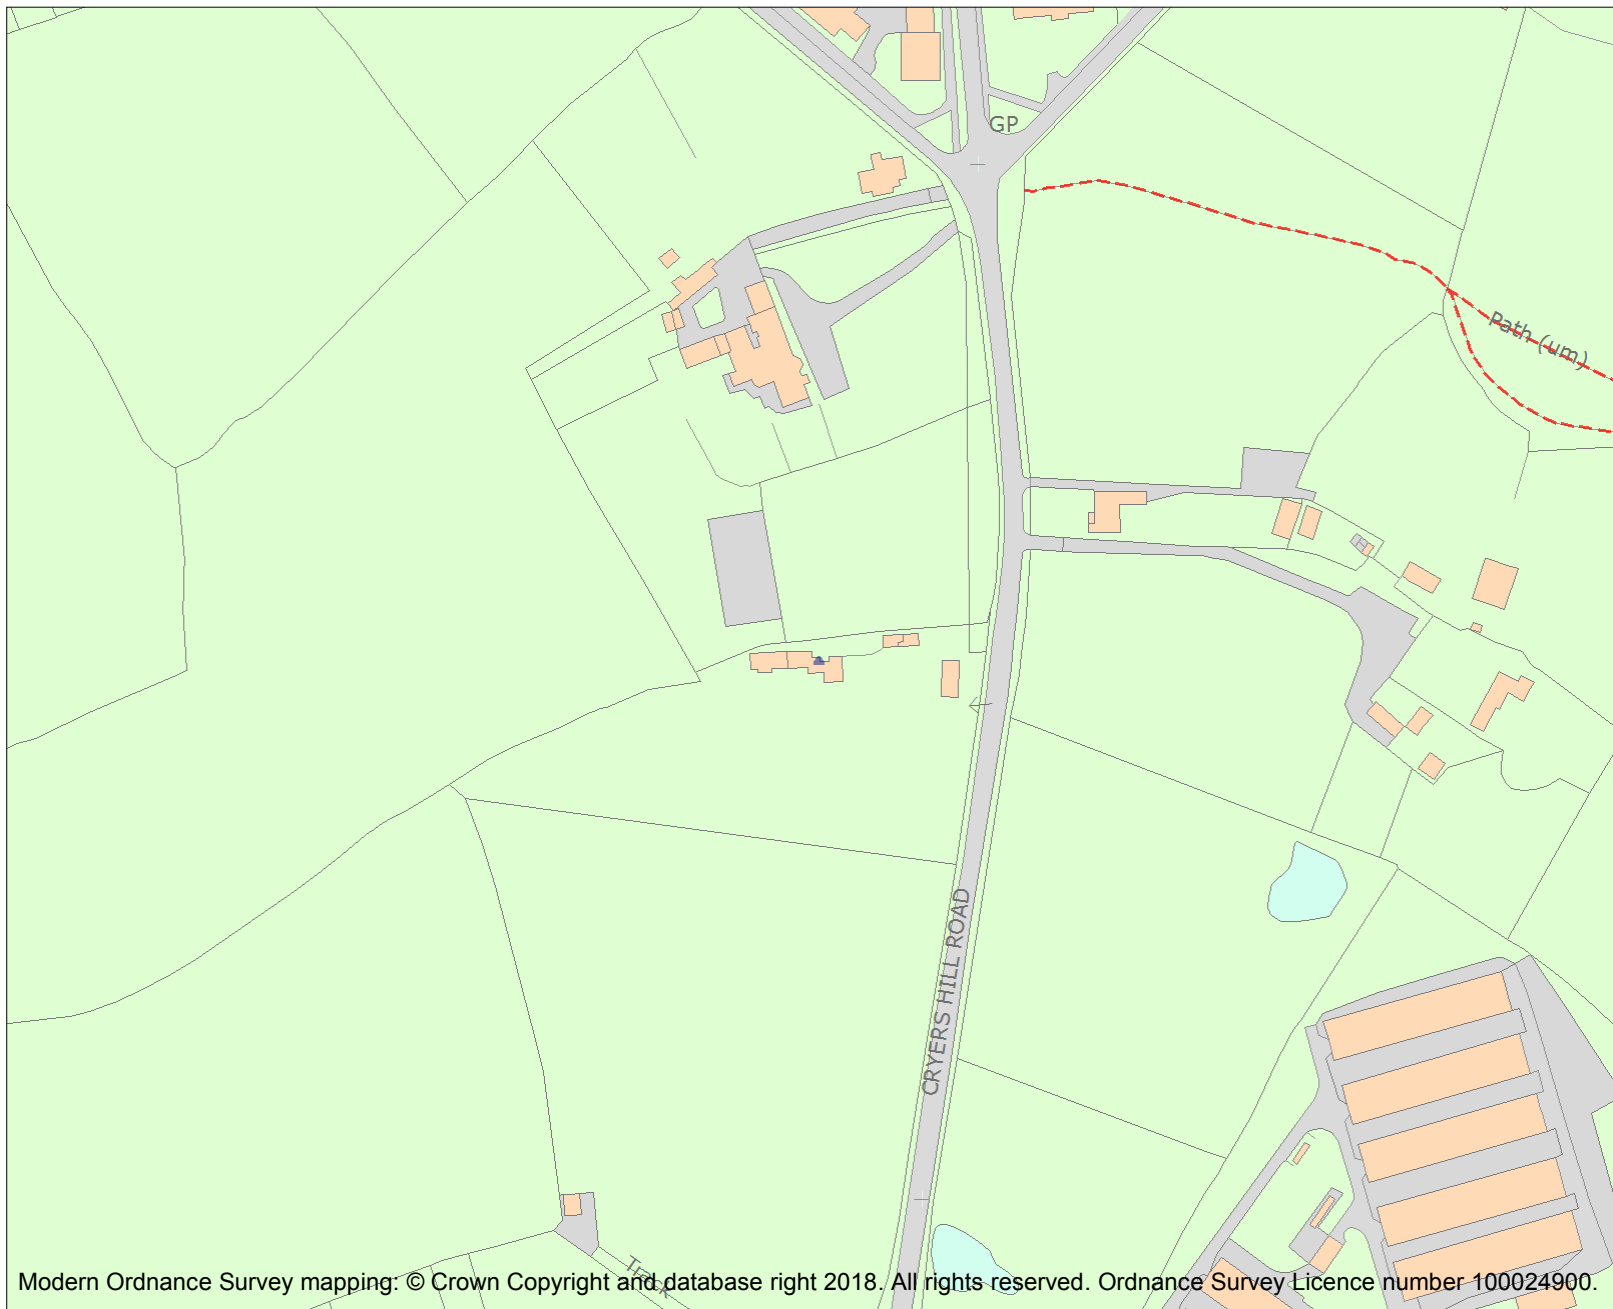 GP
Path (um)
CRYERS HILL ROAD
Track
Modern Ordnance Survey mapping: © Crown Copyright and database right 2018. All rights reserved. Ordnance Survey Licence number 100024900.